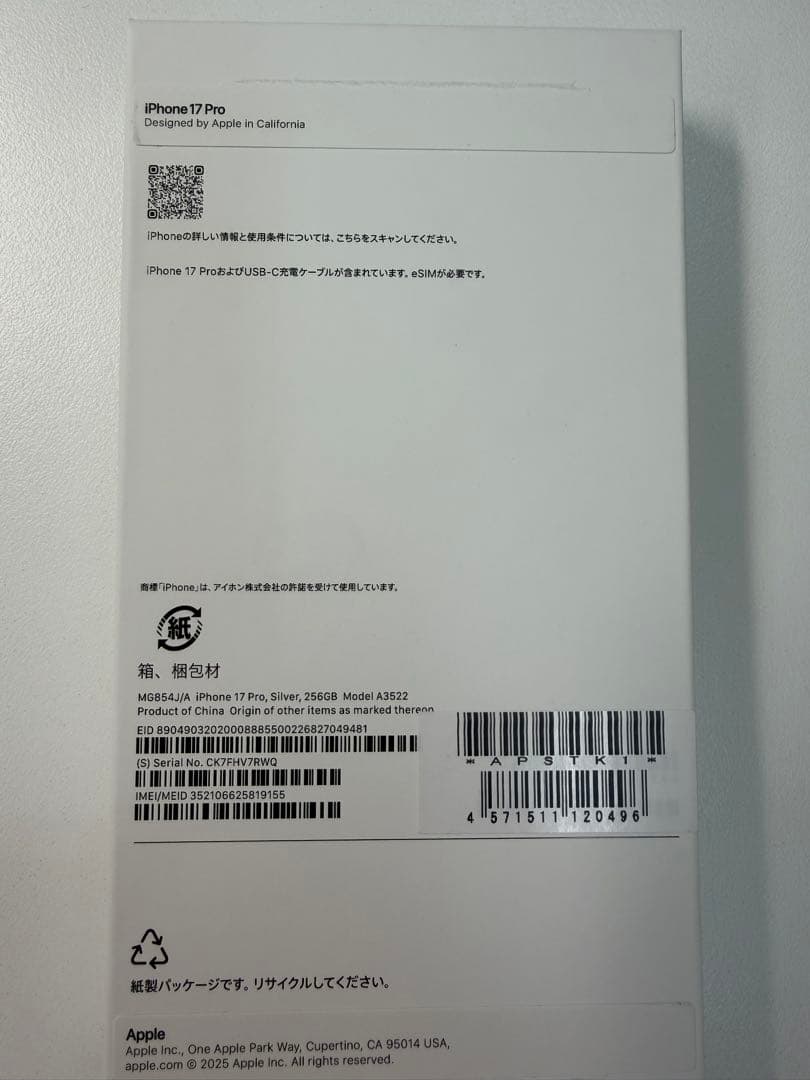 iPhone 17 Pro
Designed by Apple in California
iPhoneの詳しい情報と使用条件については、こちらをスキャンしてください。
iPhone 17 ProおよびUSB-C充電ケーブルが含まれています。eSIMが必要です。
商標「iPhone」は、アイホン株式会社の許諾を受けて使用しています。
紙
箱、梱包材
MG854J/A iPhone 17 Pro, Silver, 256GB Model A3522
Product of China Origin of other items as marked thereon
EID 89049032020008885500226827049481
(S) Serial No. CK7FHV7RWQ
IMEI/MEID 352106625819155
* A P S T K 1 *
4 571511 120496
紙製パッケージです。リサイクルしてください。
Apple
Apple Inc., One Apple Park Way, Cupertino, CA 95014 USA,
apple.com © 2025 Apple Inc. All rights reserved.